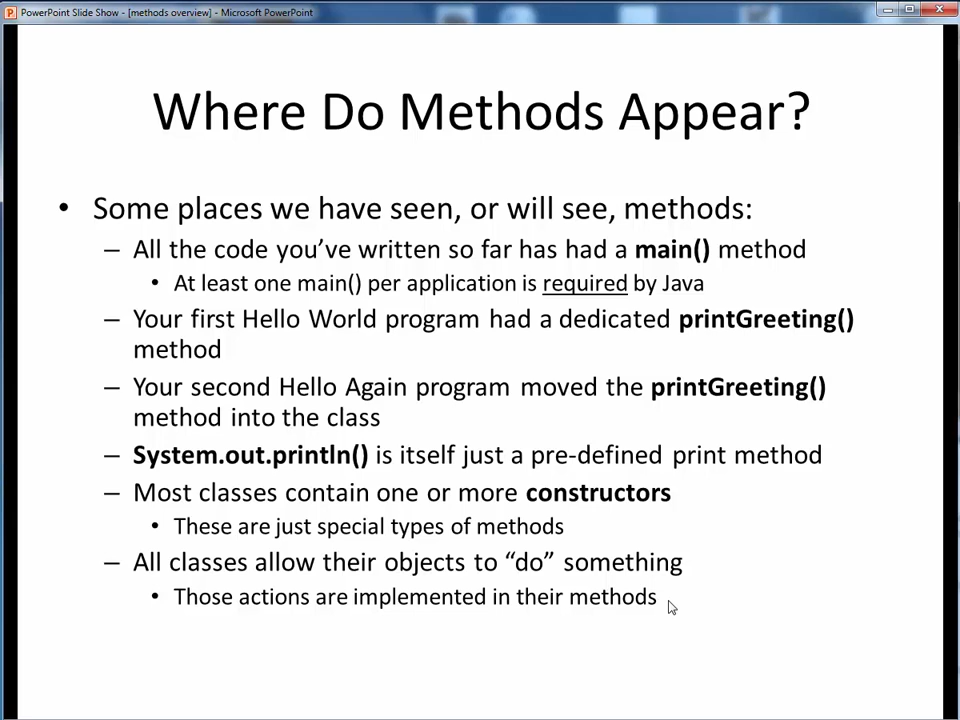 PowerPoint Slide Show - [methods overview] - Microsoft PowerPoint
Where Do Methods Appear?
• Some places we have seen, or will see, methods:
– All the code you’ve written so far has had a main() method
• At least one main() per application is required by Java
– Your first Hello World program had a dedicated printGreeting()
method
– Your second Hello Again program moved the printGreeting()
method into the class
– System.out.println() is itself just a pre-defined print method
– Most classes contain one or more constructors
• These are just special types of methods
– All classes allow their objects to “do” something
• Those actions are implemented in their methods